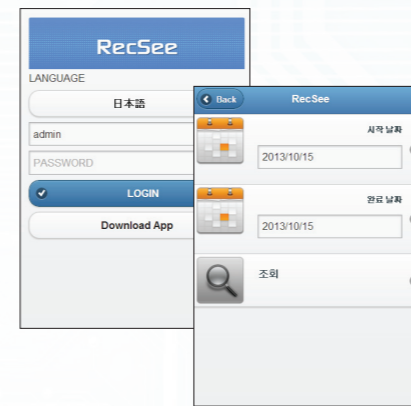 RecSee
LANGUAGE
日本語
admin
PASSWORD
LOGIN
Download App
Back
RecSee
시작 날짜
2013/10/15
완료 날짜
2013/10/15
조회